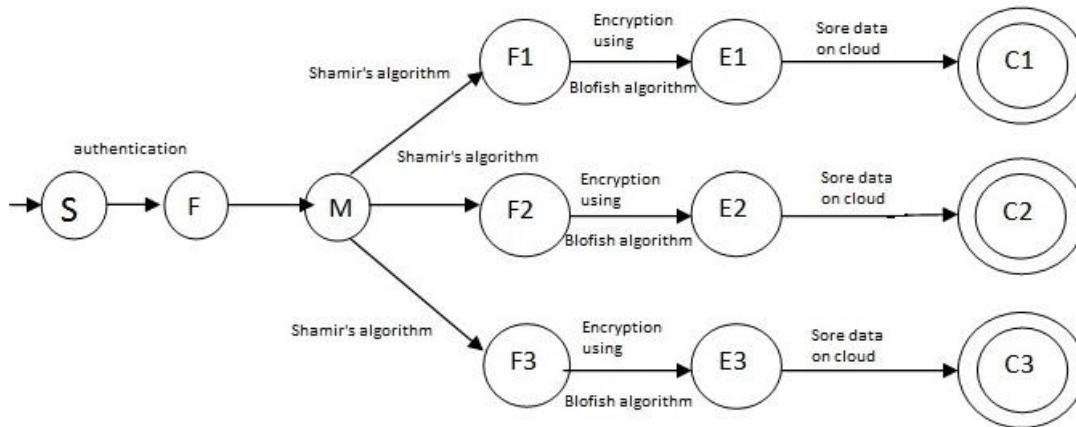 Encryption
using
Sore data
on cloud
F1
E1
C1
Shamir's algorithm
Blofish algorithm
authentication
Shamir's algorithm
Encryption
using
Sore data
on cloud
S
F
M
F2
E2
C2
Blofish algorithm
Shamir's algorithm
Encryption
using
Sore data
on cloud
F3
E3
C3
Blofish algorithm